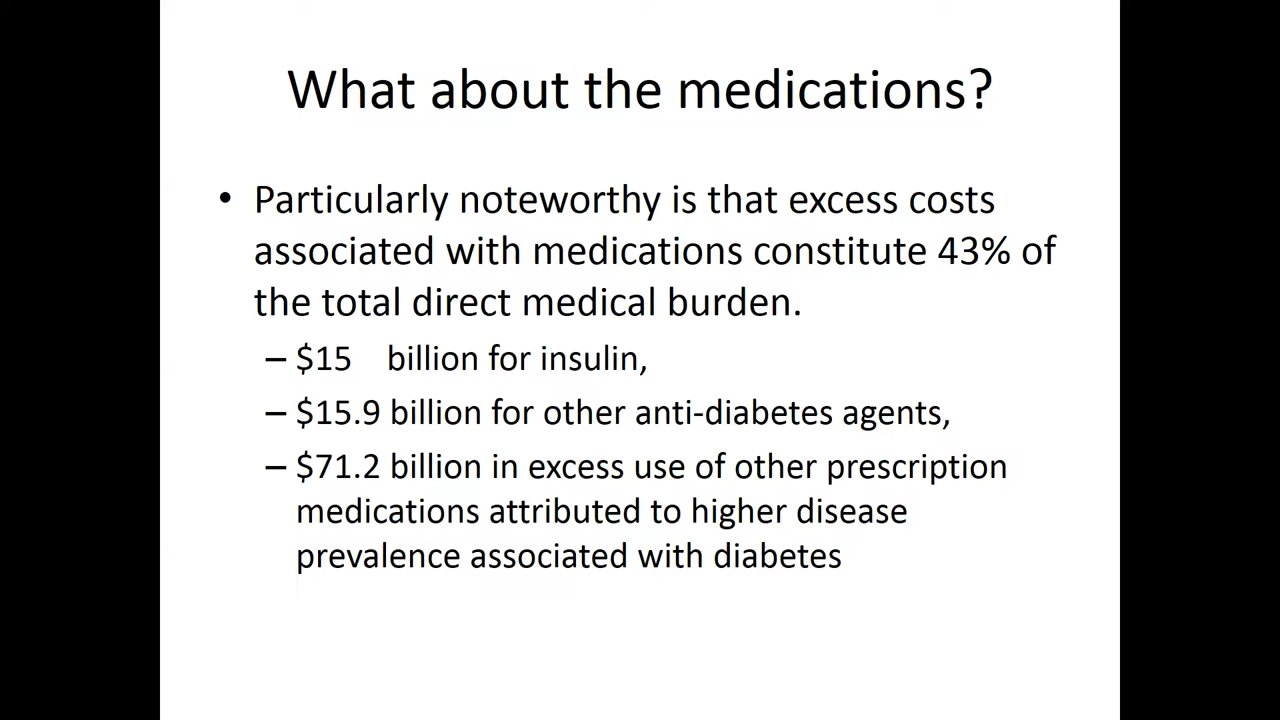 What about the medications?
• Particularly noteworthy is that excess costs
associated with medications constitute 43% of
the total direct medical burden.
– $15    billion for insulin,
– $15.9 billion for other anti-diabetes agents,
– $71.2 billion in excess use of other prescription
medications attributed to higher disease
prevalence associated with diabetes